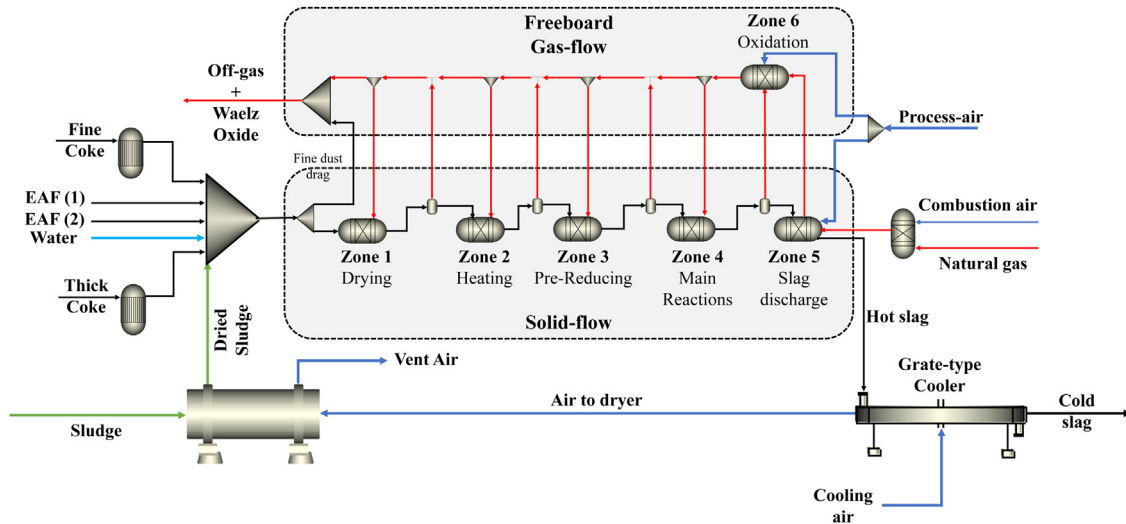 Freeboard
Gas-flow
Zone 6
Oxidation
Off-gas
+
Waelz
Oxide
Process-air
Fine
Coke
Fine dust
drag
EAF (1)
EAF (2)
Water
Combustion air
Natural gas
Zone 1
Drying
Zone 2
Heating
Zone 3
Pre-Reducing
Zone 4
Main
Reactions
Zone 5
Slag
discharge
Thick
Coke
Dried
Sludge
Solid-flow
Hot slag
Vent Air
Grate-type
Cooler
Air to dryer
Cold
slag
Sludge
Cooling
air